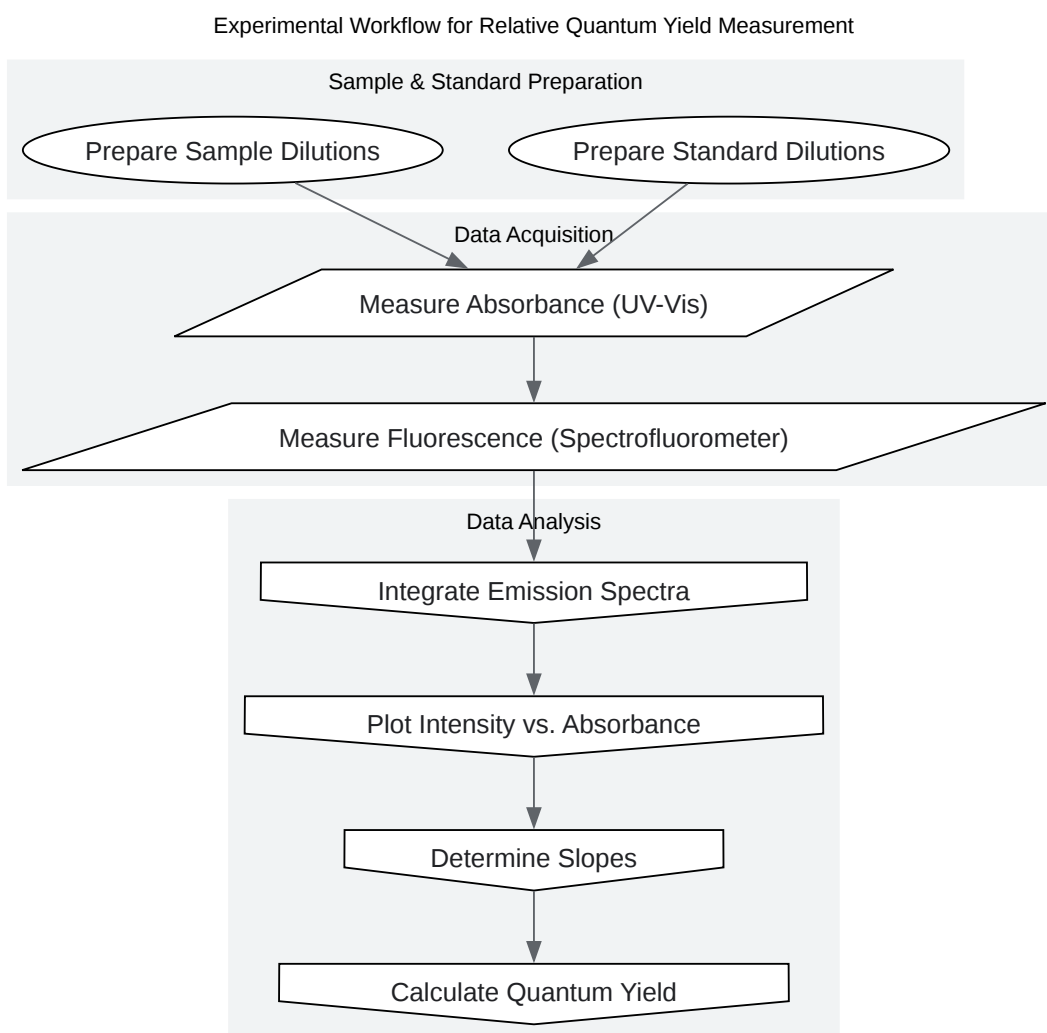 Experimental Workflow for Relative Quantum Yield Measurement
Sample & Standard Preparation
Prepare Sample Dilutions
Prepare Standard Dilutions
Data Acquisition
Measure Absorbance (UV-Vis)
Measure Fluorescence (Spectrofluorometer)
Data Analysis
Integrate Emission Spectra
Plot Intensity vs. Absorbance
Determine Slopes
Calculate Quantum Yield